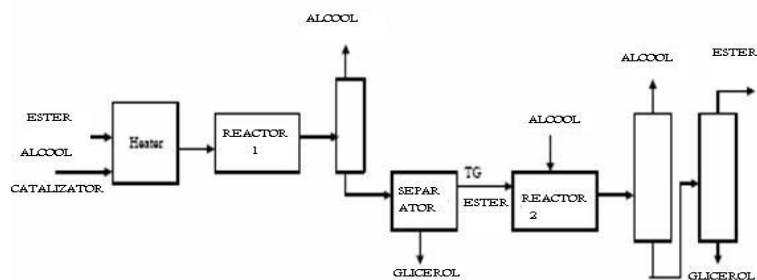 ALCOOL
ESTER
ALCOOL
CATALIZATOR
Heater
REACTOR
1
SEPAR
ATOR
GLICEROL
TG
ESTER
ALCOOL
REACTOR
2
ALCOOL
ESTER
GLICEROL